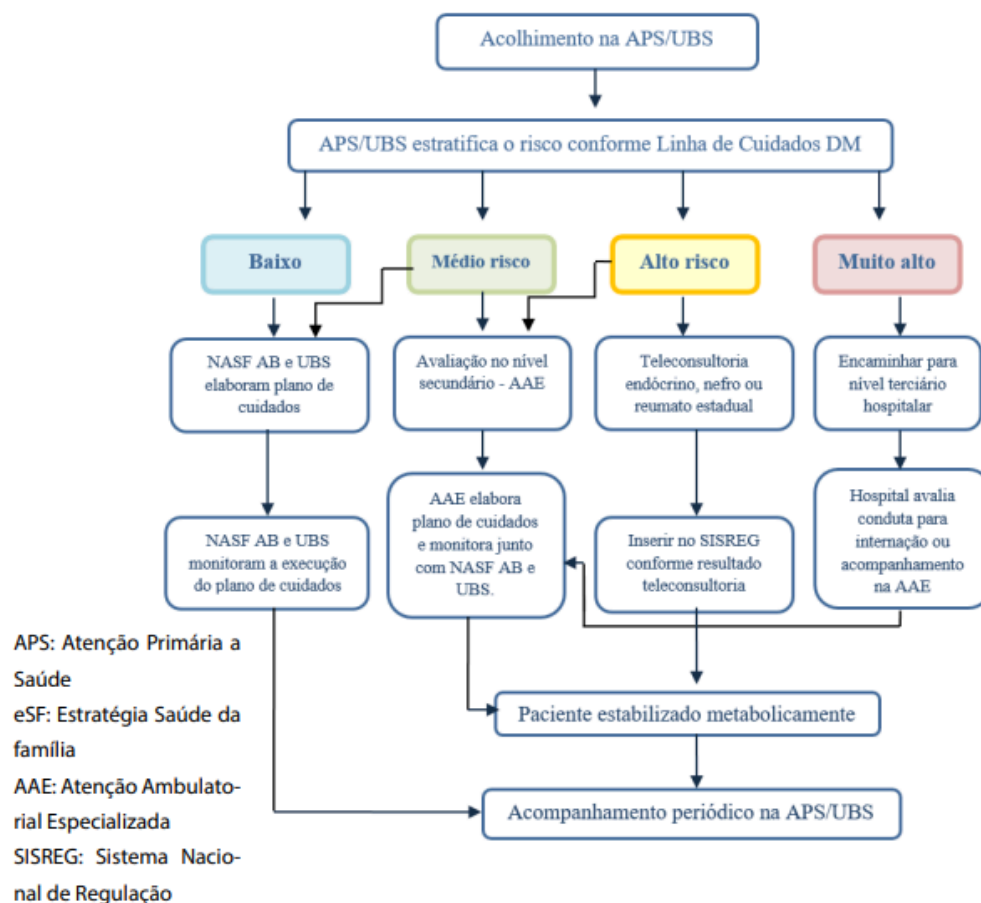 Acolhimento na APS/UBS
APS/UBS estratifica o risco conforme Linha de Cuidados DM
Baixo
Médio risco
Alto risco
Muito alto
NASF AB e UBS
elaboram plano de
cuidados
Avaliação no nível
secundário - AAE
Teleconsultoria
endócrino, nefro ou
reumato estadual
Encaminhar para
nível terciário
hospitalar
NASF AB e UBS
monitoram a execução
do plano de cuidados
AAE elabora
plano de cuidados
e monitora junto
com NASF AB e
UBS.
Inserir no SISREG
conforme resultado
teleconsultoria
Hospital avalia
conduta para
internação ou
acompanhamento
na AAE
Paciente estabilizado metabolicamente
Acompanhamento periódico na APS/UBS
APS: Atenção Primária a
Saúde
eSF: Estratégia Saúde da
família
AAE: Atenção Ambulato-
rial Especializada
SISREG: Sistema Nacio-
nal de Regulação